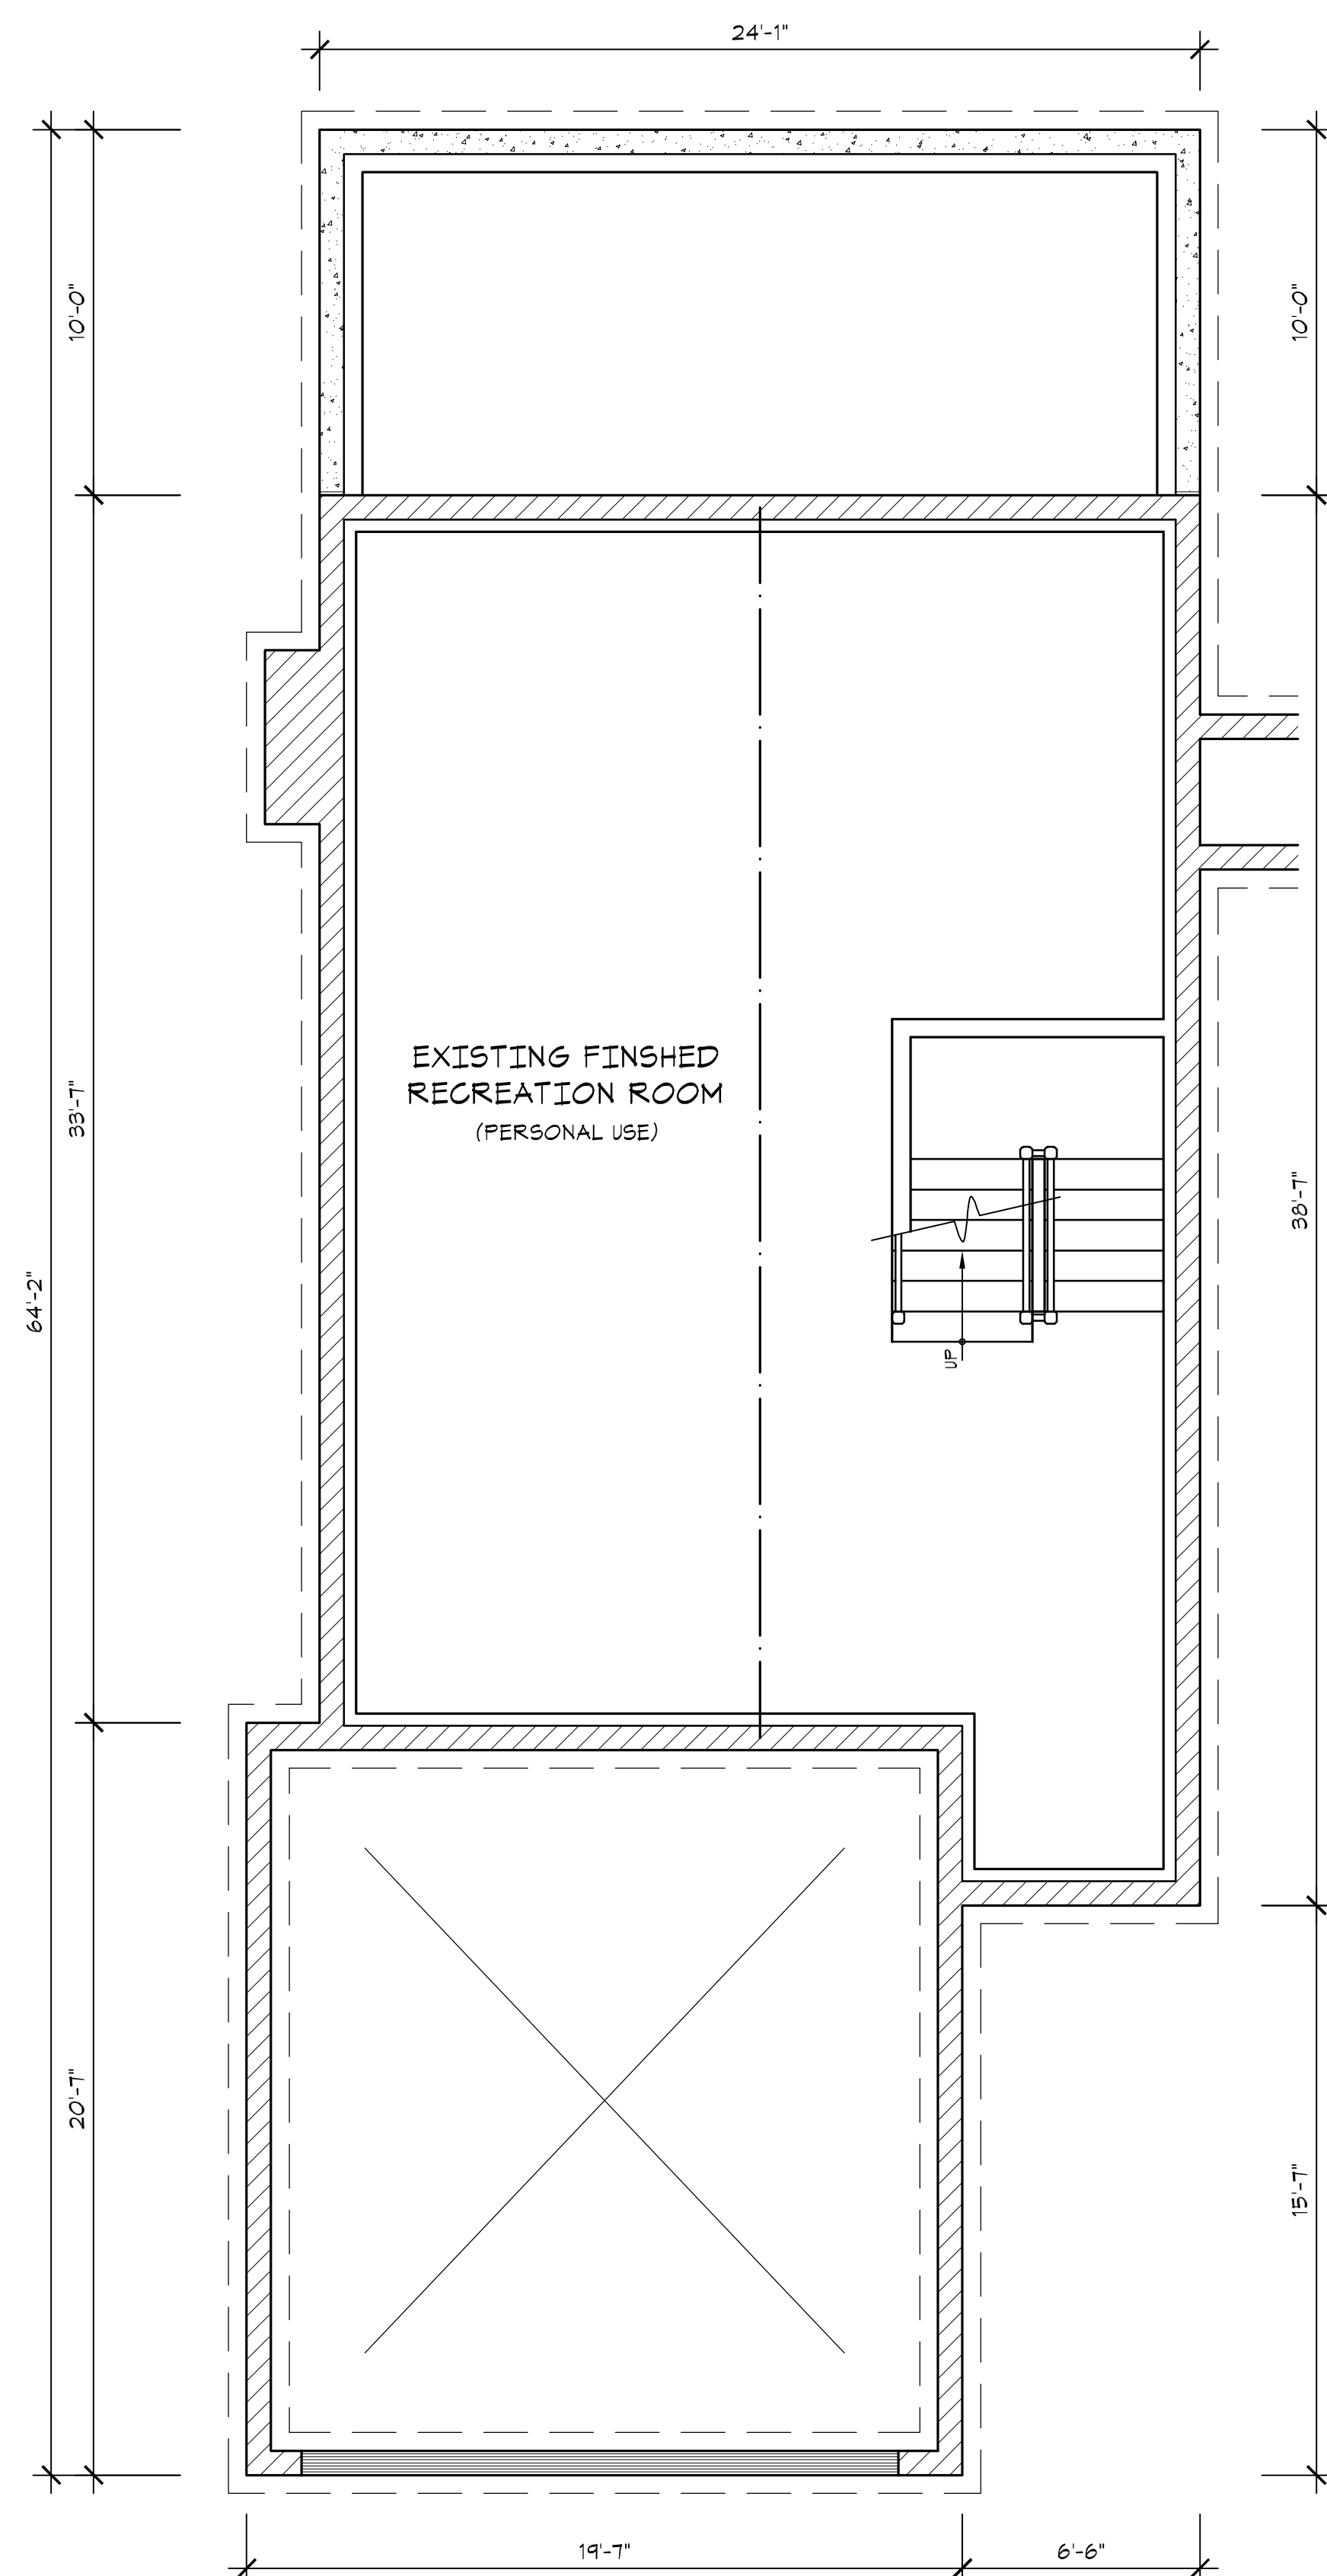 24'-1"
10'-0"
10'-0"
EXISTING FINSHED
RECREATION ROOM
(PERSONAL USE)
33'-7"
38'-7"
64'-2"
UP
20'-7"
15'-7"
19'-7"
6'-6"